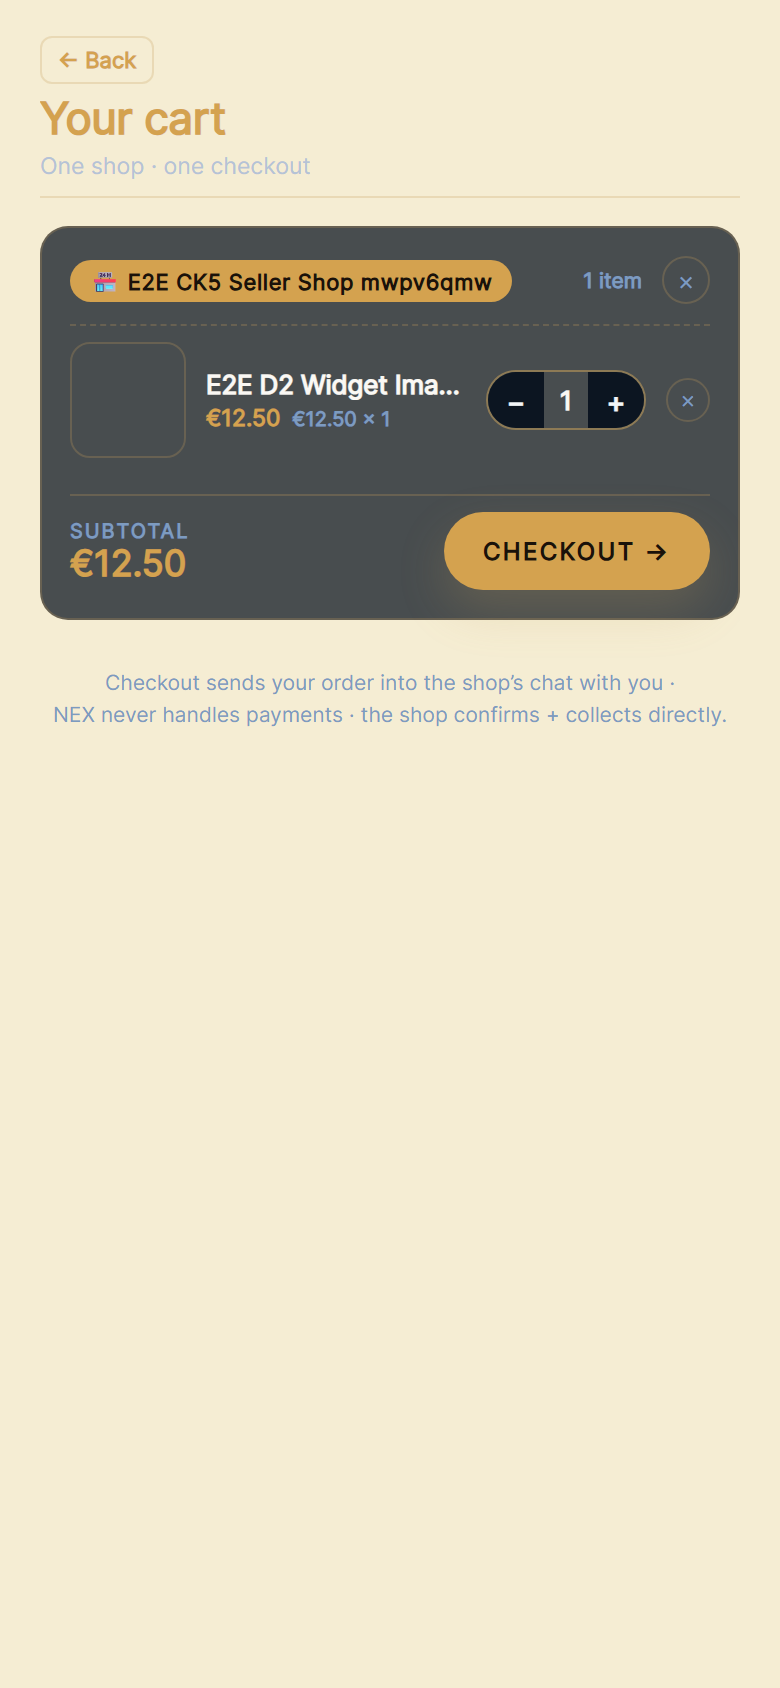 ← Back
Your cart
One shop · one checkout
E2E CK5 Seller Shop mwpv6qmw
1 item
×
E2E D2 Widget Ima...
€12.50 €12.50 × 1
– 1 +
×
SUBTOTAL
€12.50
CHECKOUT →
Checkout sends your order into the shop’s chat with you ·
NEX never handles payments · the shop confirms + collects directly.